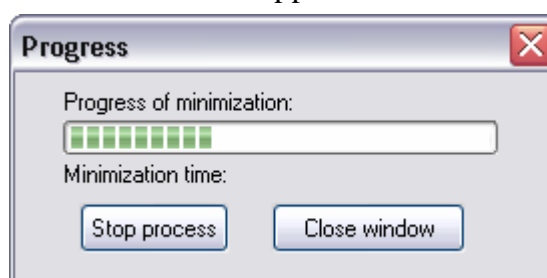 Progress
Progress of minimization:
Minimization time:
Stop process Close window